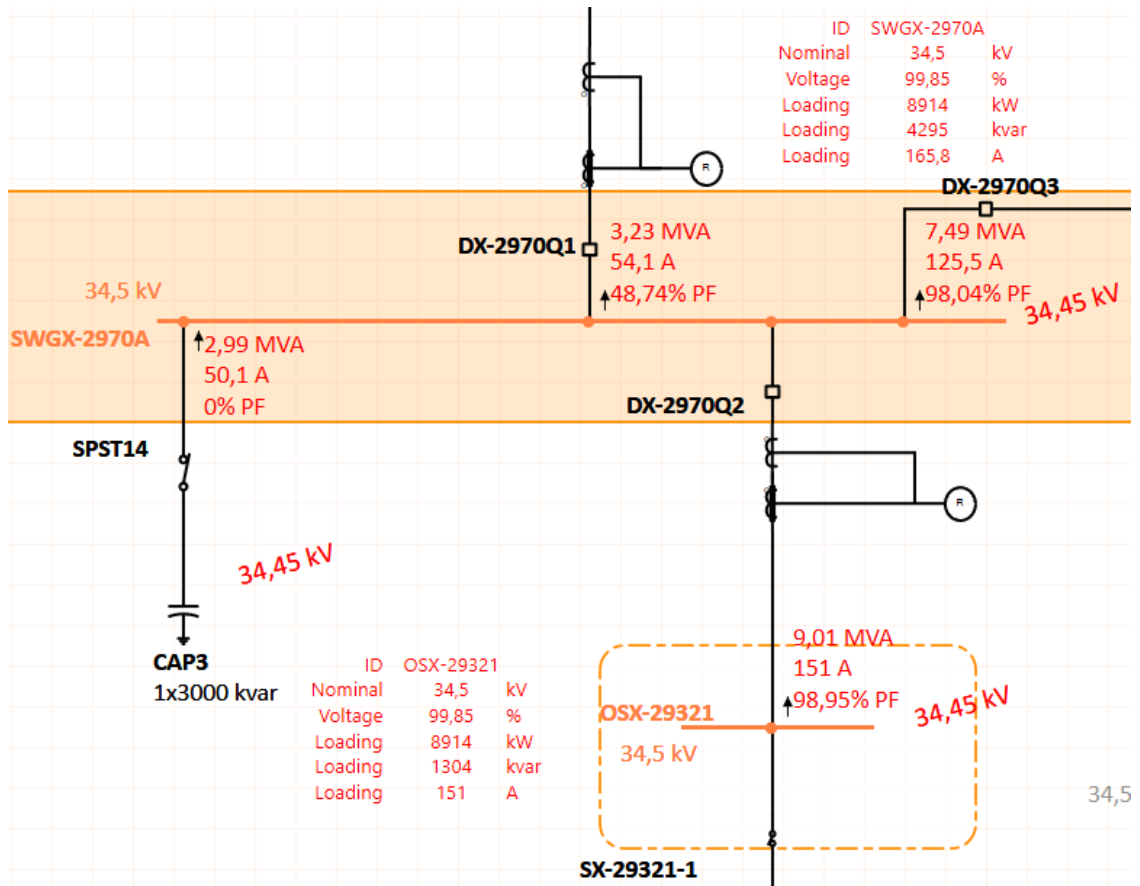 ID SWGX-2970A
Nominal 34,5 kV
Voltage 99,85 %
Loading 8914 kW
Loading 4295 kvar
Loading 165,8 A
R
DX-2970Q3
DX-2970Q1
3,23 MVA
54,1 A
48,74% PF
7,49 MVA
125,5 A
98,04% PF
34,5 kV
34,45 kV
SWGX-2970A
2,99 MVA
50,1 A
0% PF
DX-2970Q2
SPST14
R
34,45 kV
CAP3
1x3000 kvar
ID OSX-29321
Nominal 34,5 kV
Voltage 99,85 %
Loading 8914 kW
Loading 1304 kvar
Loading 151 A
9,01 MVA
151 A
98,95% PF
OSX-29321
34,45 kV
34,5 kV
34,5
SX-29321-1